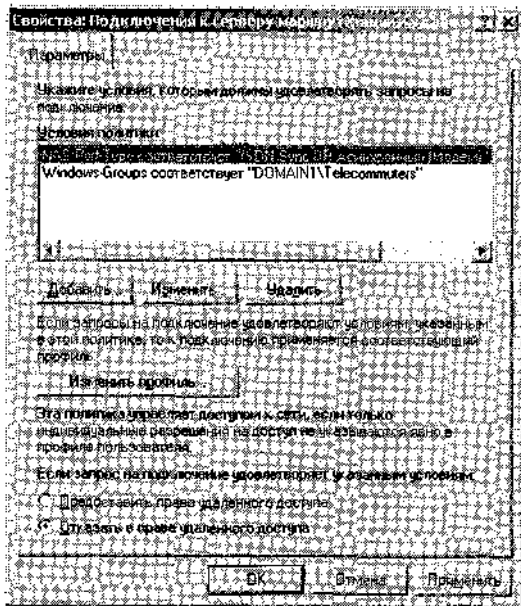 Свойства: Подключения к серверу маршрутизации
Параметры
Укажите условия, которым должны удовлетворять запросы на
подключение.
Условия политики:
Windows-Groups соответствует "DOMAIN1\Telecommuters"
Добавить... Изменить... Удалить
Если запросы на подключение удовлетворяют условиям, указанным
в этой политике, то к подключению применяется соответствующий
профиль.
Изменить профиль...
Эта политика управляет доступом к сети, если только
индивидуальные разрешения на доступ не указываются явно в
профиле пользователя.
Если запрос на подключение удовлетворяет указанным условиям:
Предоставить права удаленного доступа
Отказать в праве удаленного доступа
OK Отмена Применить